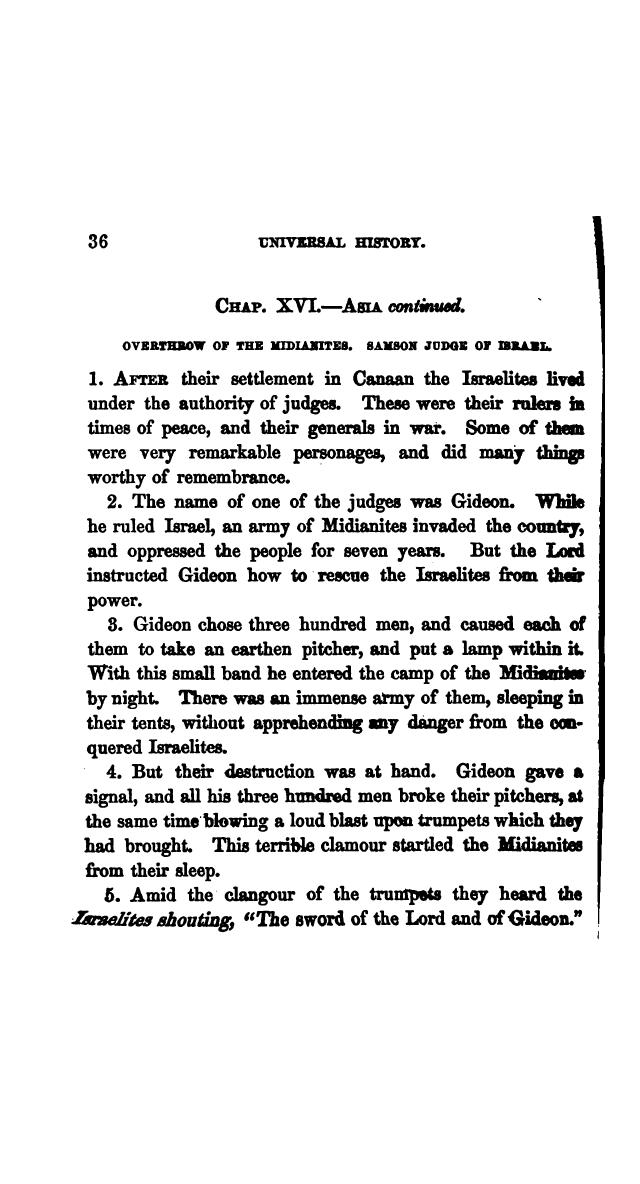 36 UNIVERSAL HISTORY.
CHAP. XVI.—ASIA continued.
OVERTHROW OF THE MIDIANITES. SAMSON JUDGE OF ISRAEL.
1. AFTER their settlement in Canaan the Israelites lived
under the authority of judges. These were their rulers in
times of peace, and their generals in war. Some of them
were very remarkable personages, and did many things
worthy of remembrance.
2. The name of one of the judges was Gideon. While
he ruled Israel, an army of Midianites invaded the country,
and oppressed the people for seven years. But the Lord
instructed Gideon how to rescue the Israelites from their
power.
3. Gideon chose three hundred men, and caused each of
them to take an earthen pitcher, and put a lamp within it.
With this small band he entered the camp of the Midianites
by night. There was an immense army of them, sleeping in
their tents, without apprehending any danger from the con-
quered Israelites.
4. But their destruction was at hand. Gideon gave a
signal, and all his three hundred men broke their pitchers, at
the same time blowing a loud blast upon trumpets which they
had brought. This terrible clamour startled the Midianites
from their sleep.
5. Amid the clangour of the trumpets they heard the
Israelites shouting, "The sword of the Lord and of Gideon."